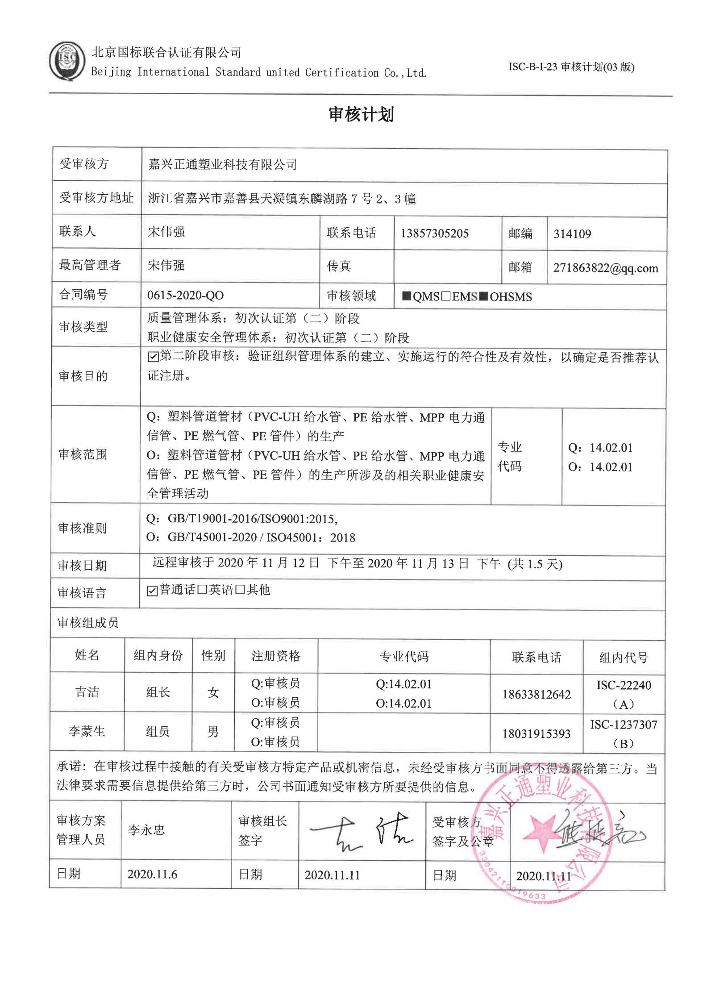 ISC
北京国标联合认证有限公司
Beijing International Standard united Certification Co.,Ltd.
ISC-B-I-23 审核计划(03 版)
审核计划
受审核方 嘉兴正通塑业科技有限公司
受审核方地址 浙江省嘉兴市嘉善县天凝镇东麟湖路 7 号 2、3 幢
联系人 宋伟强 联系电话 13857305205 邮编 314109
最高管理者 宋伟强 传真 邮箱 271863822@qq.com
合同编号 0615-2020-QO 审核领域 ■QMS□EMS■OHSMS
审核类型
质量管理体系：初次认证第（二）阶段
职业健康安全管理体系：初次认证第（二）阶段
审核目的
☑第二阶段审核：验证组织管理体系的建立、实施运行的符合性及有效性，以确定是否推荐认
证注册。
审核范围
Q：塑料管道管材（PVC-UH 给水管、PE 给水管、MPP 电力通
信管、PE 燃气管、PE 管件）的生产
O：塑料管道管材（PVC-UH 给水管、PE 给水管、MPP 电力通
信管、PE 燃气管、PE 管件）的生产所涉及的相关职业健康安
全管理活动
专业
代码
Q：14.02.01
O：14.02.01
审核准则
Q：GB/T19001-2016/ISO9001:2015,
O：GB/T45001-2020 / ISO45001：2018
审核日期 远程审核于 2020 年 11 月 12 日 下午至 2020 年 11 月 13 日 下午 (共 1.5 天)
审核语言 ☑普通话□英语□其他
审核组成员
姓名 组内身份 性别 注册资格 专业代码 联系电话 组内代号
吉洁 组长 女
Q:审核员
O:审核员
Q:14.02.01
O:14.02.01
18633812642
ISC-22240
（A）
李蒙生 组员 男
Q:审核员
O:审核员
18031915393
ISC-1237307
（B）
承诺：在审核过程中接触的有关受审核方特定产品或机密信息，未经受审核方书面同意不得透露给第三方。当
法律要求需要信息提供给第三方时，公司书面通知受审核方所要提供的信息。
审核方案
管理人员
李永忠
审核组长
签字
吉洁
受审核方
签字及公章
嘉兴正通塑业科技有限公司
33042110019633
日期 2020.11.6 日期 2020.11.11 日期 2020.11.11